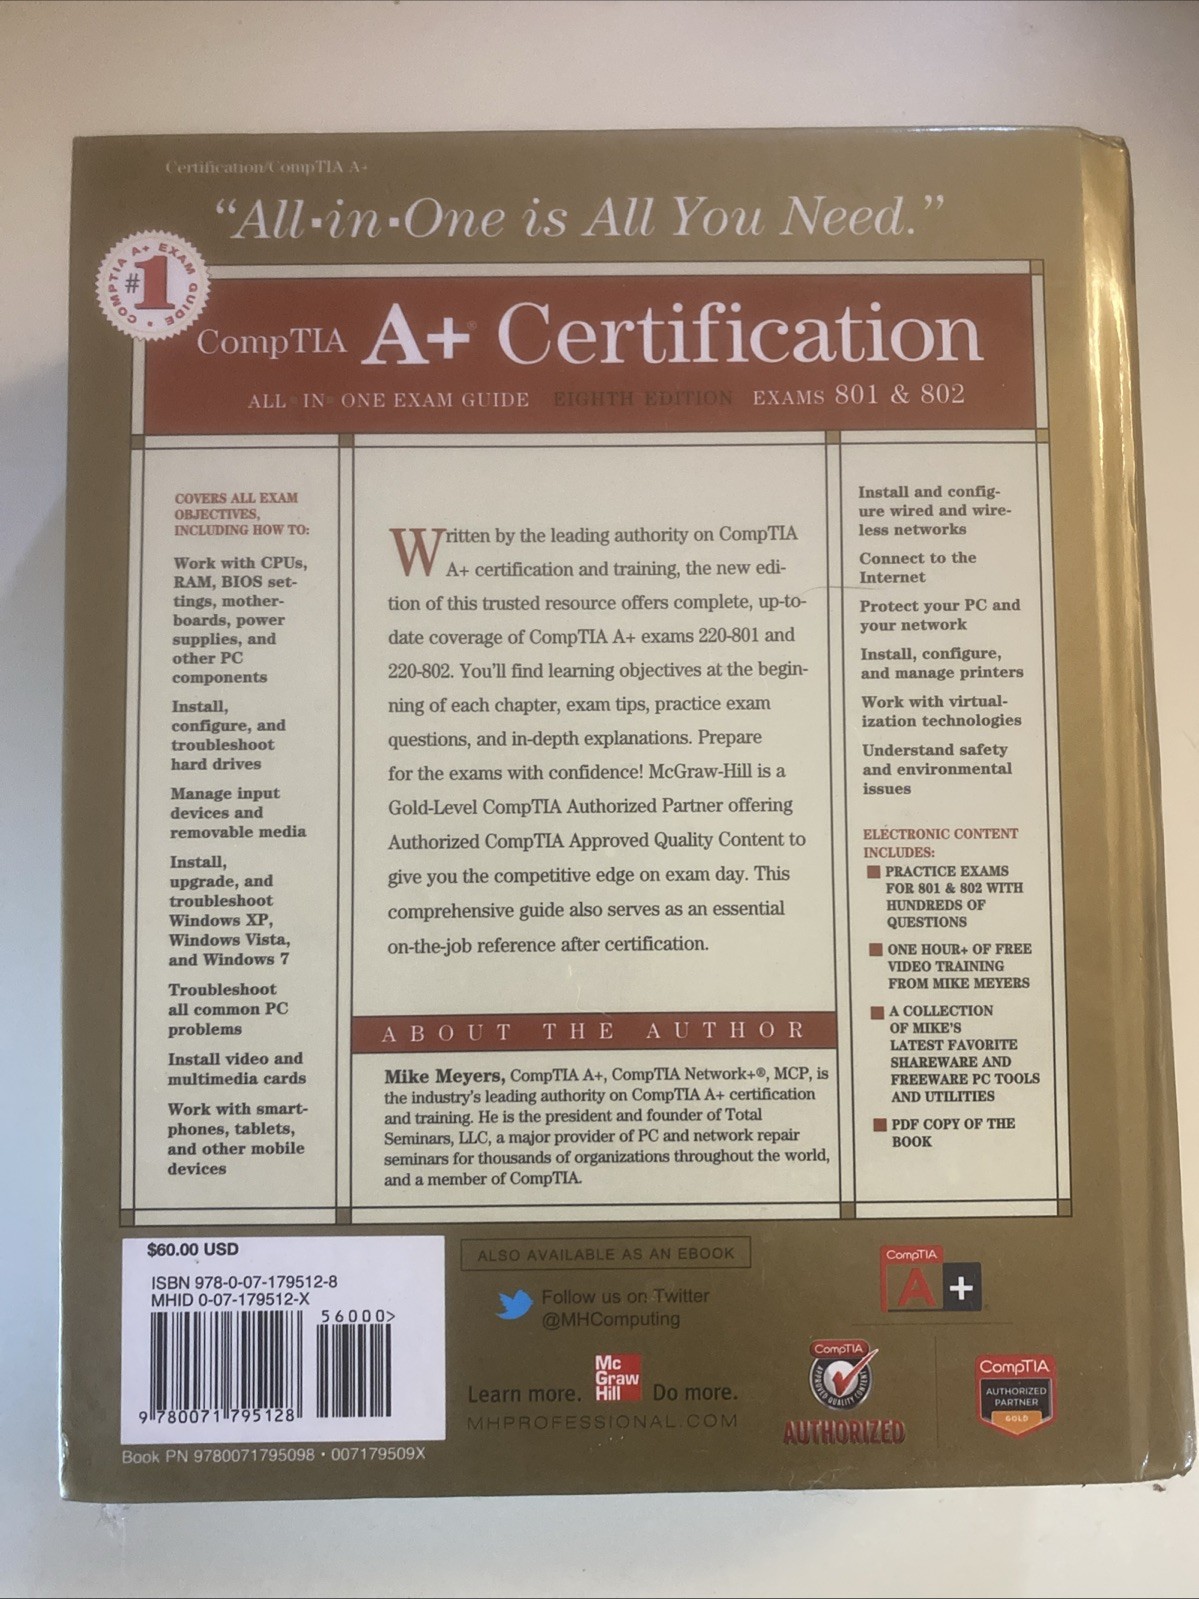 Certification/CompTIA A+
“All-in-One is All You Need.”
COMPTIA A+ EXAM GUIDE
#1
CompTIA A+® Certification
ALL-IN-ONE EXAM GUIDE EIGHTH EDITION EXAMS 801 & 802
COVERS ALL EXAM
OBJECTIVES,
INCLUDING HOW TO:
Work with CPUs,
RAM, BIOS set-
tings, mother-
boards, power
supplies, and
other PC
components
Install,
configure, and
troubleshoot
hard drives
Manage input
devices and
removable media
Install,
upgrade, and
troubleshoot
Windows XP,
Windows Vista,
and Windows 7
Troubleshoot
all common PC
problems
Install video and
multimedia cards
Work with smart-
phones, tablets,
and other mobile
devices
Written by the leading authority on CompTIA
A+ certification and training, the new edi-
tion of this trusted resource offers complete, up-to-
date coverage of CompTIA A+ exams 220-801 and
220-802. You’ll find learning objectives at the begin-
ning of each chapter, exam tips, practice exam
questions, and in-depth explanations. Prepare
for the exams with confidence! McGraw-Hill is a
Gold-Level CompTIA Authorized Partner offering
Authorized CompTIA Approved Quality Content to
give you the competitive edge on exam day. This
comprehensive guide also serves as an essential
on-the-job reference after certification.
ABOUT THE AUTHOR
Mike Meyers, CompTIA A+, CompTIA Network+®, MCP, is
the industry’s leading authority on CompTIA A+ certification
and training. He is the president and founder of Total
Seminars, LLC, a major provider of PC and network repair
seminars for thousands of organizations throughout the world,
and a member of CompTIA.
Install and config-
ure wired and wire-
less networks
Connect to the
Internet
Protect your PC and
your network
Install, configure,
and manage printers
Work with virtual-
ization technologies
Understand safety
and environmental
issues
ELECTRONIC CONTENT
INCLUDES:
■ PRACTICE EXAMS
FOR 801 & 802 WITH
HUNDREDS OF
QUESTIONS
■ ONE HOUR+ OF FREE
VIDEO TRAINING
FROM MIKE MEYERS
■ A COLLECTION
OF MIKE’S
LATEST FAVORITE
SHAREWARE AND
FREEWARE PC TOOLS
AND UTILITIES
■ PDF COPY OF THE
BOOK
$60.00 USD
ISBN 978-0-07-179512-8
MHID 0-07-179512-X
56000>
9 780071 795128
Book PN 9780071795098 • 007179509X
ALSO AVAILABLE AS AN EBOOK
Follow us on Twitter
@MHComputing
Learn more. Mc Graw Hill Do more.
MHPROFESSIONAL.COM
CompTIA
A+
CompTIA
APPROVED QUALITY CONTENT
AUTHORIZED
CompTIA
AUTHORIZED
PARTNER
GOLD